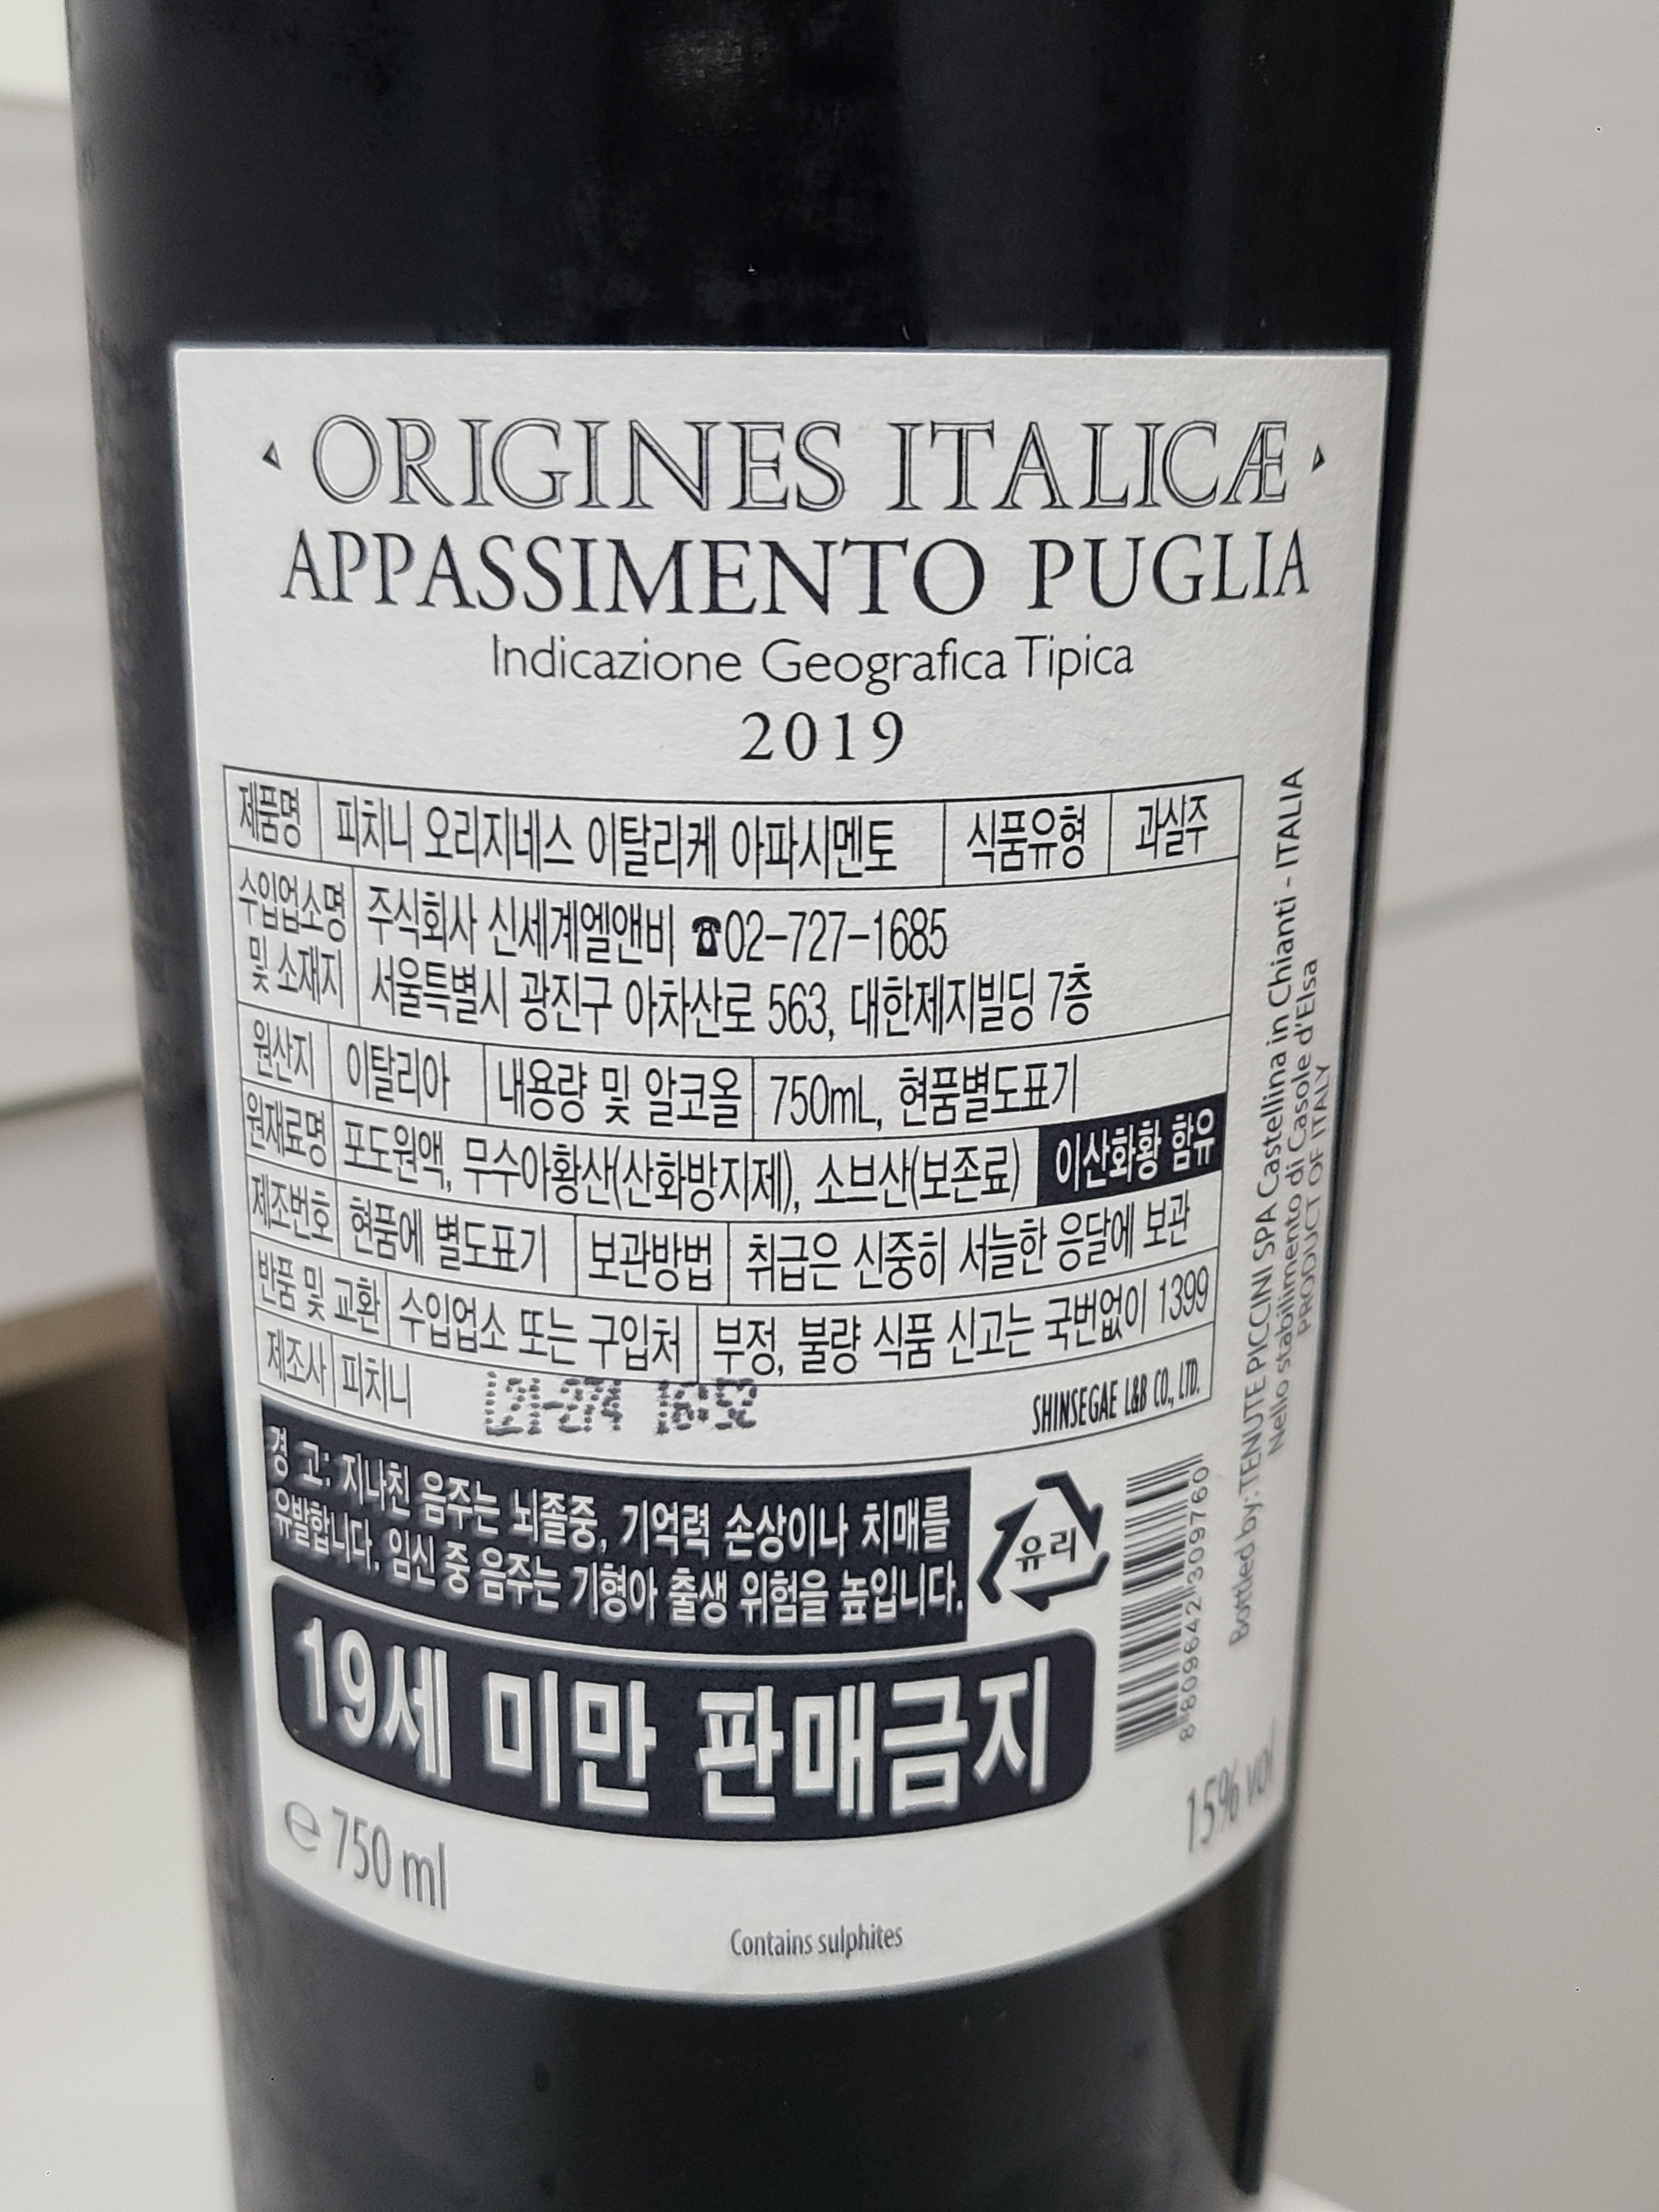 ORIGINES ITALICÆ
APPASSIMENTO PUGLIA
Indicazione Geografica Tipica
2019
제품명 피치니 오리지네스 이탈리케 아파시멘토 식품유형 과실주
수입업소명 및 소재지 주식회사 신세계엘앤비 ☎02-727-1685
서울특별시 광진구 아차산로 563, 대한제지빌딩 7층
원산지 이탈리아 내용량 및 알코올 750mL, 현품별도표기
원재료명 포도원액, 무수아황산(산화방지제), 소브산(보존료) 이산화황 함유
제조번호 현품에 별도표기 보관방법 취급은 신중히 서늘한 응달에 보관
반품 및 교환 수입업소 또는 구입처 부정, 불량 식품 신고는 국번없이 1399
제조사 피치니 SHINSEGAE L&B CO., LTD.
L21-274 16:52
경 고: 지나친 음주는 뇌졸중, 기억력 손상이나 치매를
유발합니다. 임신 중 음주는 기형아 출생 위험을 높입니다.
유리
19세 미만 판매금지
8 809642 309760
Bottled by: TENUTE PICCINI SPA Castellina in Chianti - ITALIA
Nello stabilimento di Casole d'Elsa
PRODUCT OF ITALY
e 750 ml
15% vol
Contains sulphites